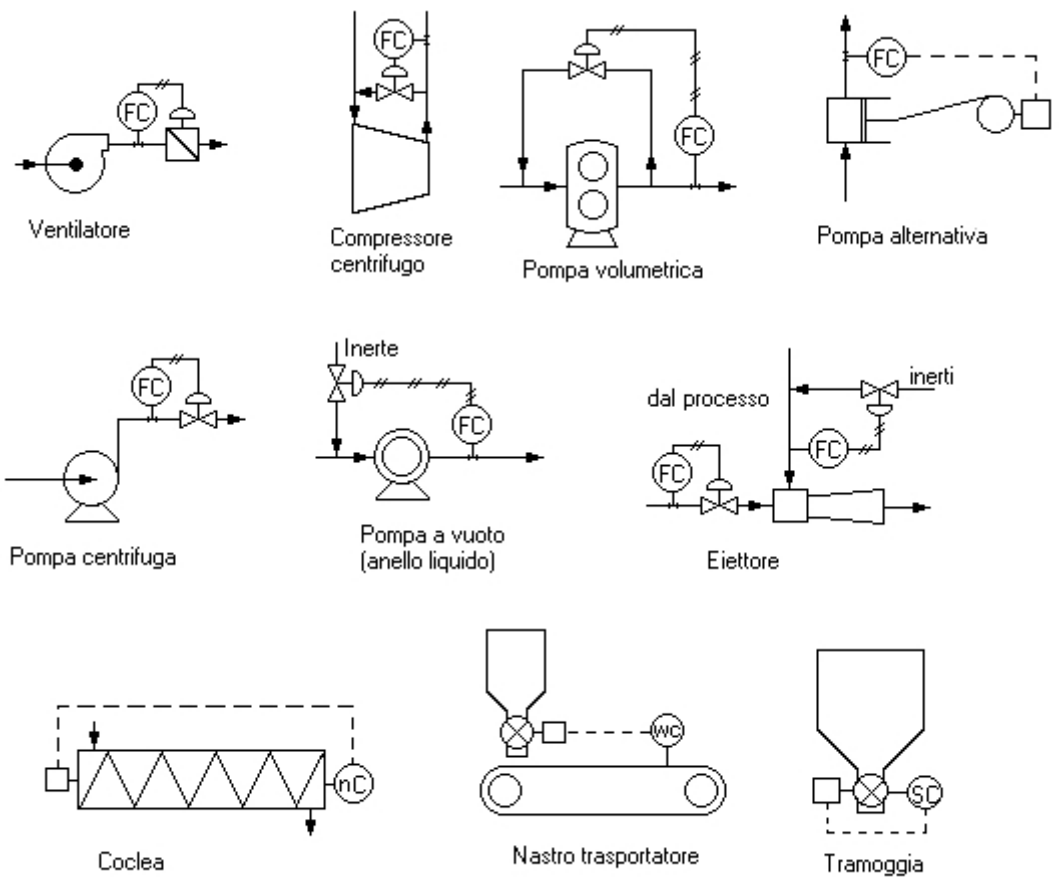 FC
FC
FC
FC
Ventilatore
Compressore
centrifugo
Pompa volumetrica
Pompa alternativa
Inerte
inerti
dal processo
FC
FC
FC
FC
Pompa centrifuga
Pompa a vuoto
(anello liquido)
Eiettore
WC
nC
SC
Coclea
Nastro trasportatore
Tramoggia